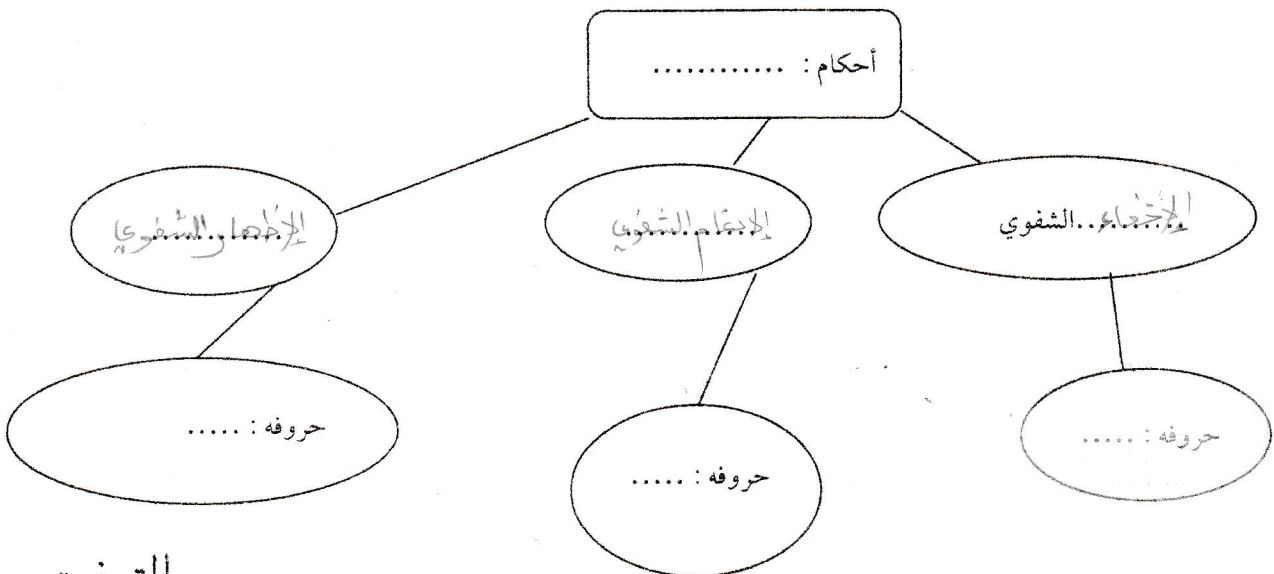 أحكام : ............
الإخفاء الشفوي
الإدغام الشفوي
الإظهار الشفوي
حروفه : .....
حروفه : .....
حروفه : .....